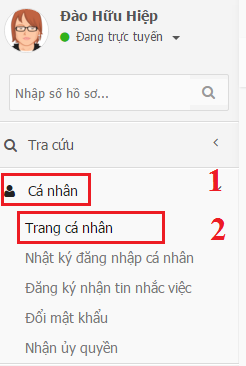 Đào Hữu Hiệp
Đang trực tuyến
Nhập số hồ sơ...
Tra cứu
Cá nhân
1
Trang cá nhân
2
Nhật ký đăng nhập cá nhân
Đăng ký nhận tin nhắc việc
Đổi mật khẩu
Nhận ủy quyền